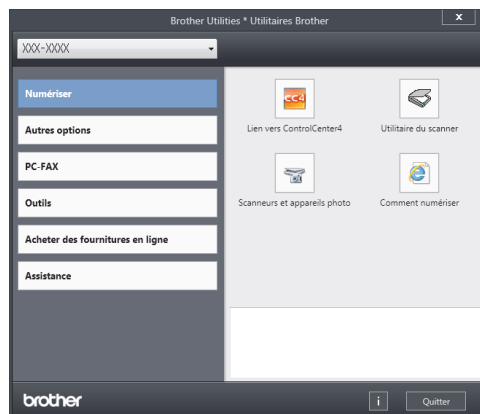 Brother Utilities * Utilitaires Brother
X
XXX-XXXX
Numériser
Autres options
PC-FAX
Outils
Acheter des fournitures en ligne
Assistance
CC4
Lien vers ControlCenter4
Utilitaire du scanner
Scanneurs et appareils photo
Comment numériser
brother
i
Quitter